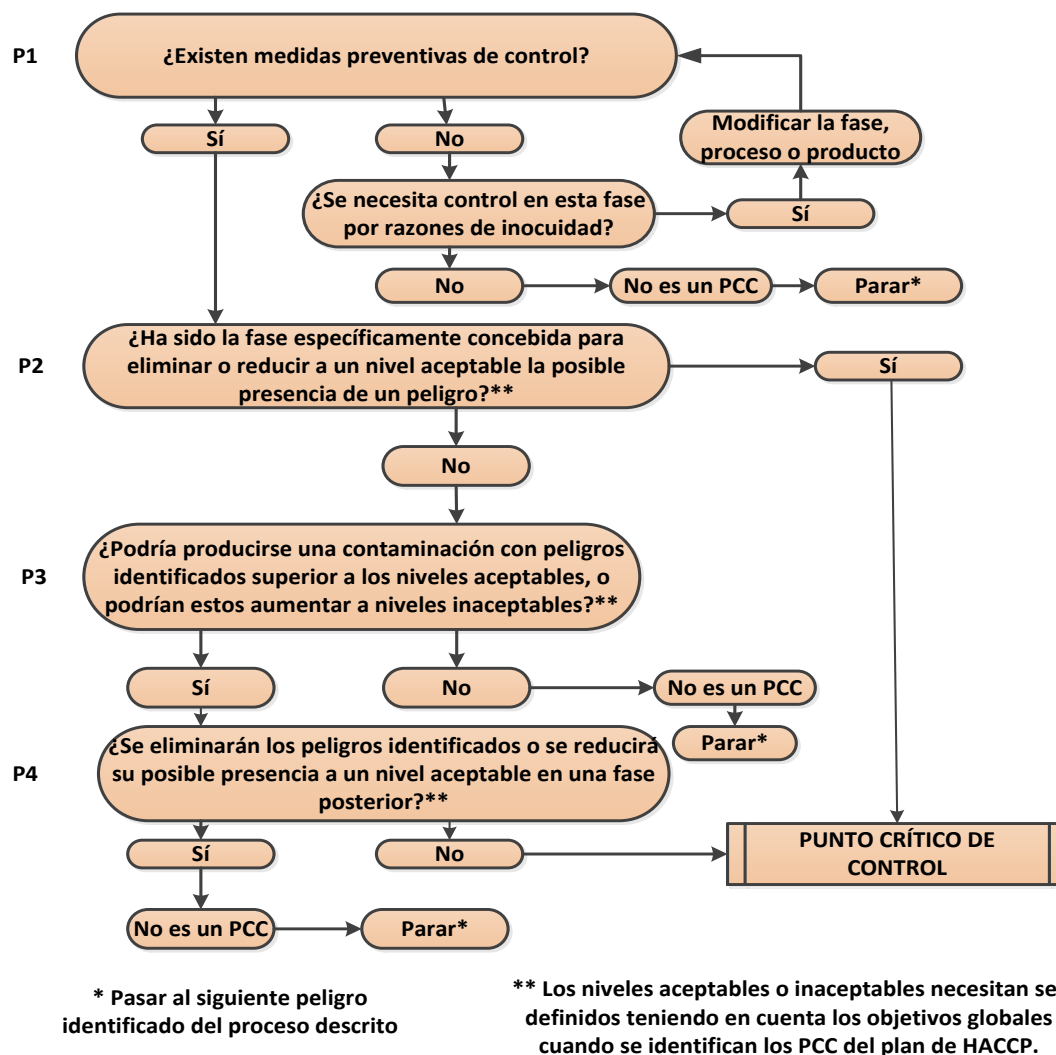 P1
¿Existen medidas preventivas de control?
Sí
No
Modificar la fase,
proceso o producto
¿Se necesita control en esta fase
por razones de inocuidad?
Sí
No
No es un PCC
Parar*
P2
¿Ha sido la fase específicamente concebida para
eliminar o reducir a un nivel aceptable la posible
presencia de un peligro?**
Sí
No
P3
¿Podría producirse una contaminación con peligros
identificados superior a los niveles aceptables, o
podrían estos aumentar a niveles inaceptables?**
Sí
No
No es un PCC
Parar*
P4
¿Se eliminarán los peligros identificados o se reducirá
su posible presencia a un nivel aceptable en una fase
posterior?**
Sí
No
PUNTO CRÍTICO DE
CONTROL
No es un PCC
Parar*
* Pasar al siguiente peligro
identificado del proceso descrito
** Los niveles aceptables o inaceptables necesitan se
definidos teniendo en cuenta los objetivos globales
cuando se identifican los PCC del plan de HACCP.